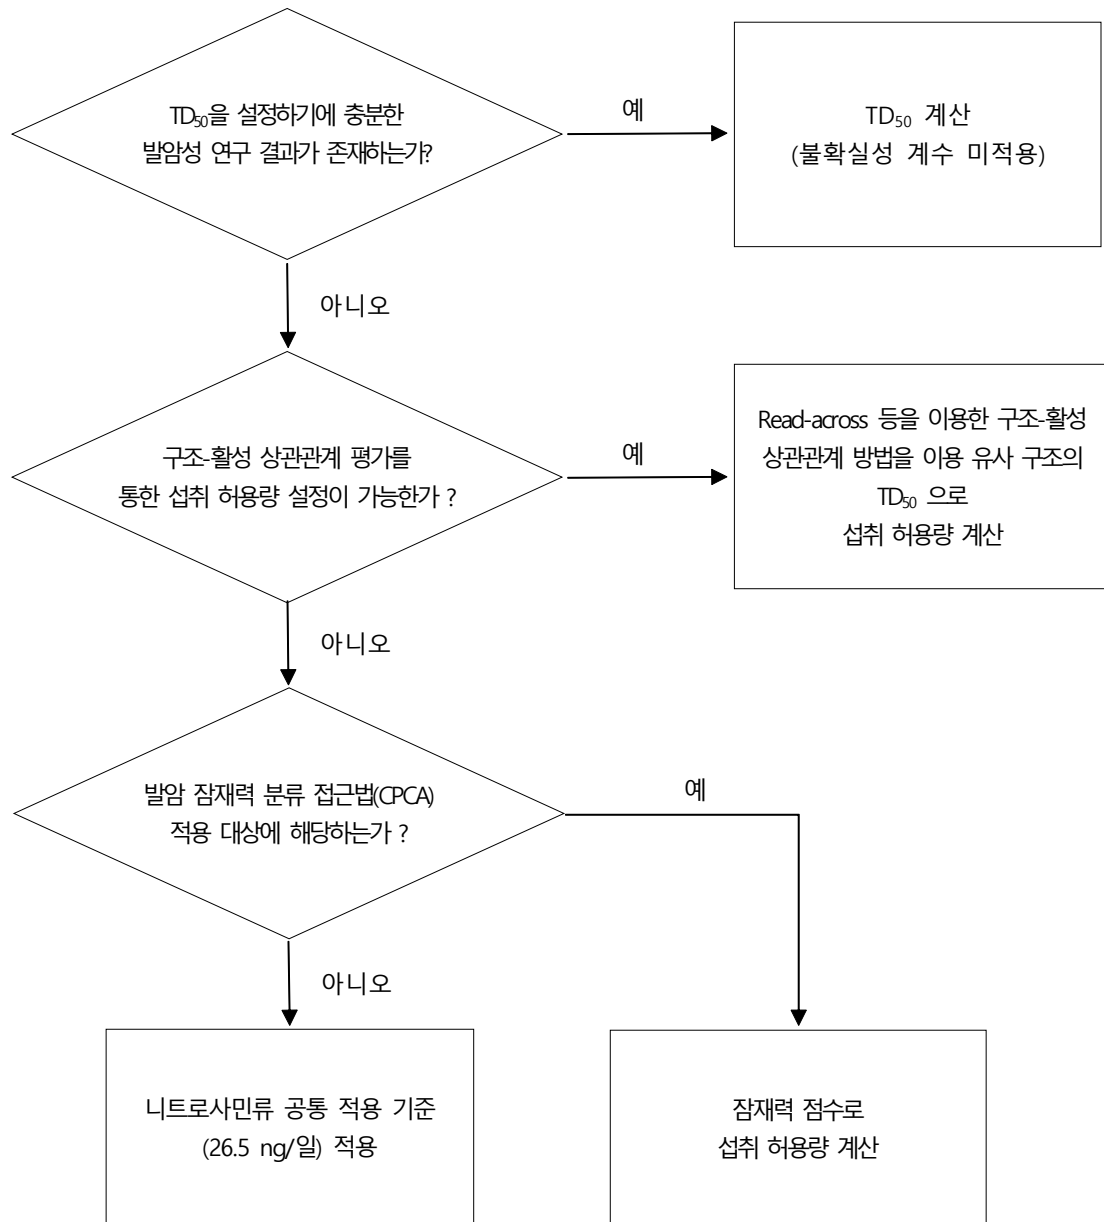 TD₅₀을 설정하기에 충분한
발암성 연구 결과가 존재하는가?
예
TD₅₀ 계산
(불확실성 계수 미적용)
아니오
구조-활성 상관관계 평가를
통한 섭취 허용량 설정이 가능한가 ?
예
Read-across 등을 이용한 구조-활성
상관관계 방법을 이용 유사 구조의
TD₅₀ 으로
섭취 허용량 계산
아니오
발암 잠재력 분류 접근법(CPCA)
적용 대상에 해당하는가 ?
예
아니오
니트로사민류 공통 적용 기준
(26.5 ng/일) 적용
잠재력 점수로
섭취 허용량 계산